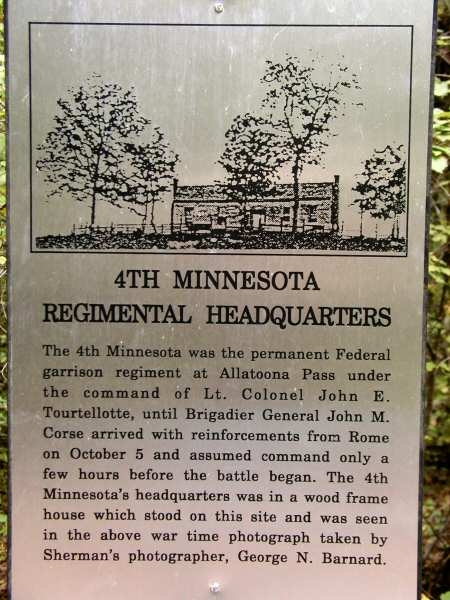 4TH MINNESOTA
REGIMENTAL HEADQUARTERS
The 4th Minnesota was the permanent Federal
garrison regiment at Allatoona Pass under
the command of Lt. Colonel John E.
Tourtellotte, until Brigadier General John M.
Corse arrived with reinforcements from Rome
on October 5 and assumed command only a
few hours before the battle began. The 4th
Minnesota's headquarters was in a wood frame
house which stood on this site and was seen
in the above war time photograph taken by
Sherman's photographer, George N. Barnard.